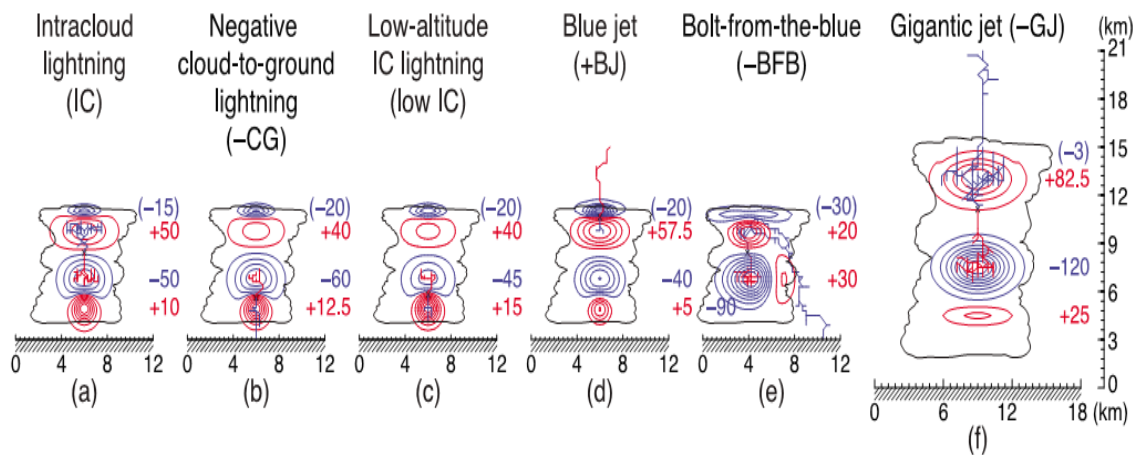 Intracloud
lightning
(IC)
Negative
cloud-to-ground
lightning
(–CG)
Low-altitude
IC lightning
(low IC)
Blue jet
(+BJ)
Bolt-from-the-blue
(–BFB)
Gigantic jet (–GJ)
(km)
21
18
15
12
9
6
3
0
(–15)
+50
–50
+10
(–20)
+40
–60
+12.5
(–20)
+40
–45
+15
(–20)
+57.5
–40
+5
(–30)
+20
+30
–90
(–3)
+82.5
–120
+25
0 4 8 12
(a)
0 4 8 12
(b)
0 4 8 12
(c)
0 4 8 12
(d)
0 4 8 12
(e)
0 6 12 18 (km)
(f)